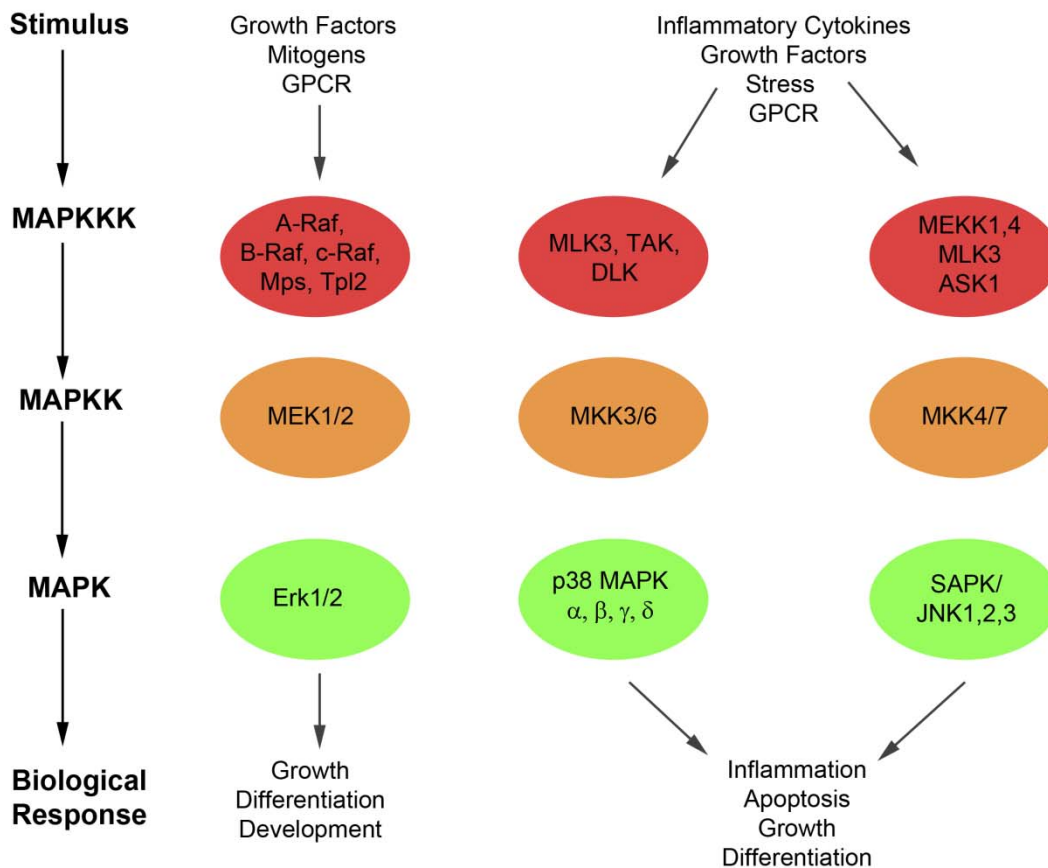 Stimulus
Growth Factors
Mitogens
GPCR
Inflammatory Cytokines
Growth Factors
Stress
GPCR
MAPKKK
A-Raf,
B-Raf, c-Raf,
Mps, Tpl2
MLK3, TAK,
DLK
MEKK1,4
MLK3
ASK1
MAPKK
MEK1/2
MKK3/6
MKK4/7
MAPK
Erk1/2
p38 MAPK
α, β, γ, δ
SAPK/
JNK1,2,3
Biological
Response
Growth
Differentiation
Development
Inflammation
Apoptosis
Growth
Differentiation